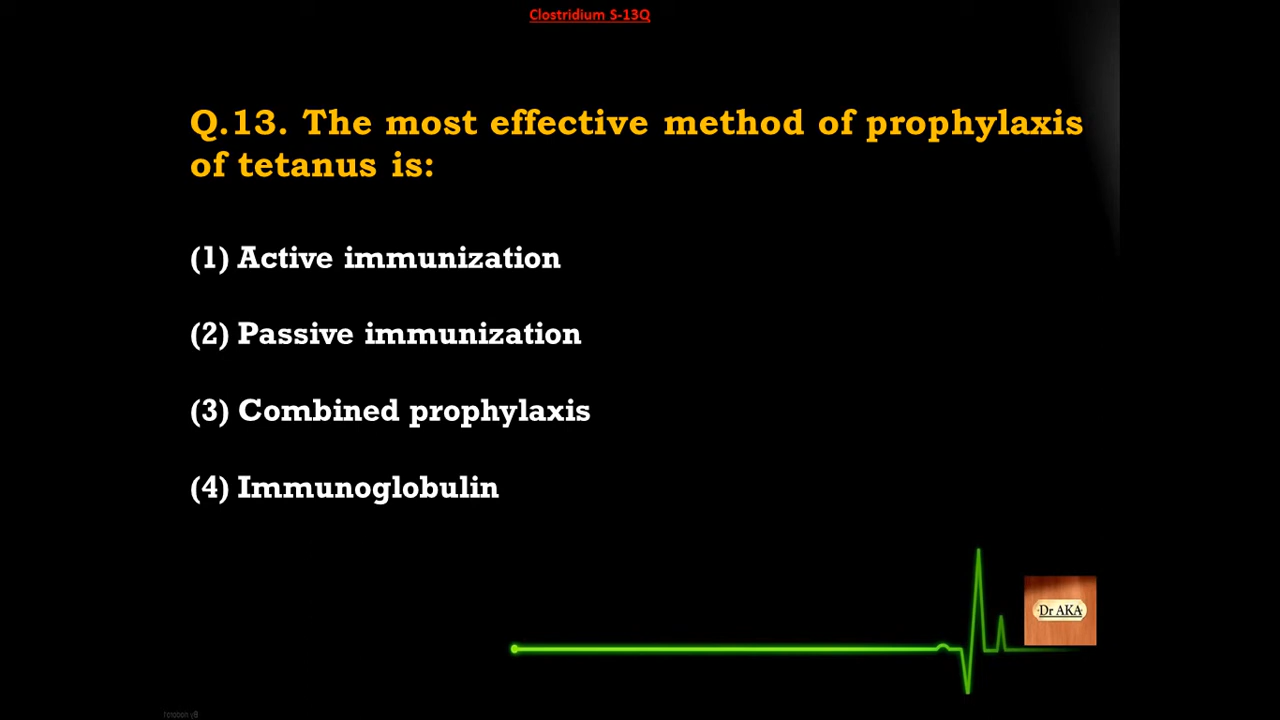 Clostridium S-13Q
Q.13. The most effective method of prophylaxis
of tetanus is:
(1) Active immunization
(2) Passive immunization
(3) Combined prophylaxis
(4) Immunoglobulin
Dr AKA